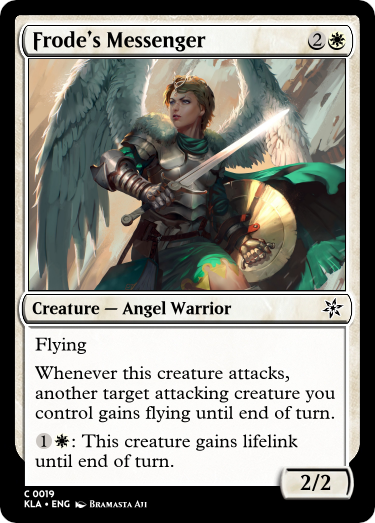 Frode's Messenger 2
Creature — Angel Warrior
Flying
Whenever this creature attacks,
another target attacking creature you
control gains flying until end of turn.
1 : This creature gains lifelink
until end of turn.
2/2
C 0019
KLA • ENG Bramasta Aji